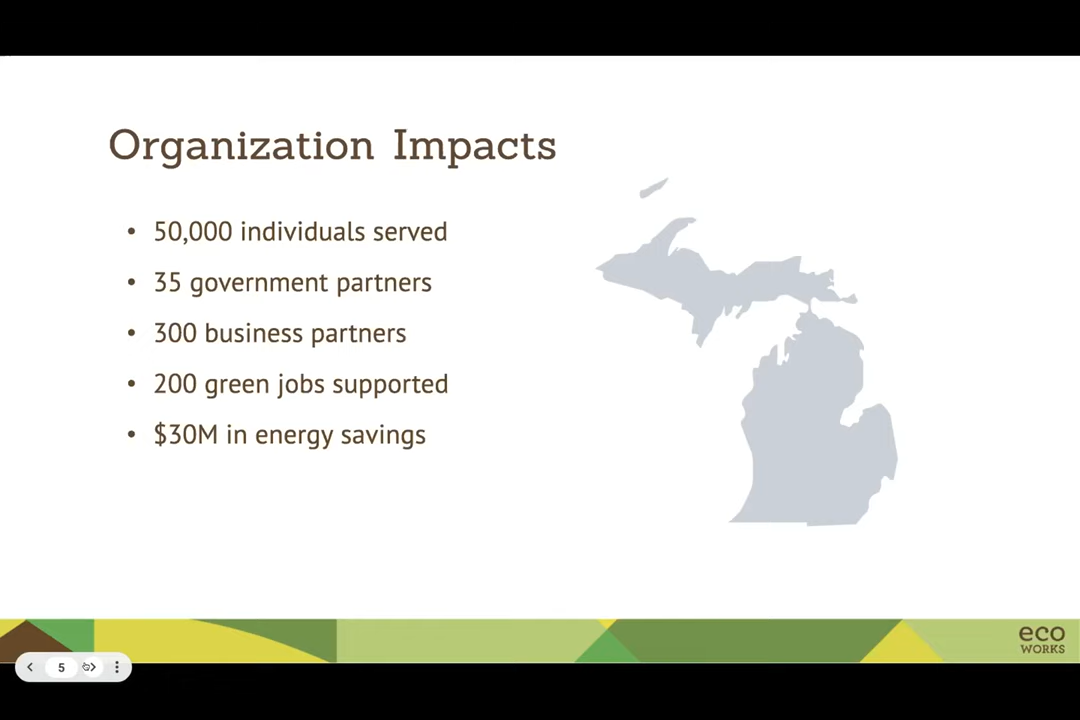 Organization Impacts
• 50,000 individuals served
• 35 government partners
• 300 business partners
• 200 green jobs supported
• $30M in energy savings
eco
WORKS
5